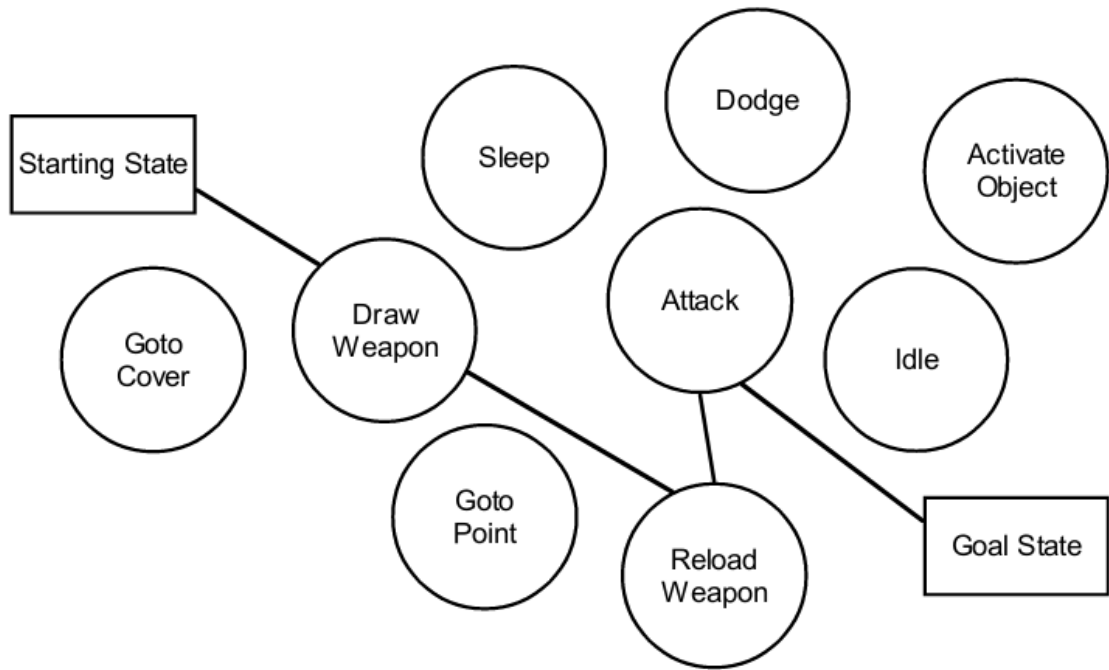 Dodge
Sleep
Activate
Object
Starting State
Attack
Draw
Weapon
Goto
Cover
Idle
Goto
Point
Goal State
Reload
Weapon